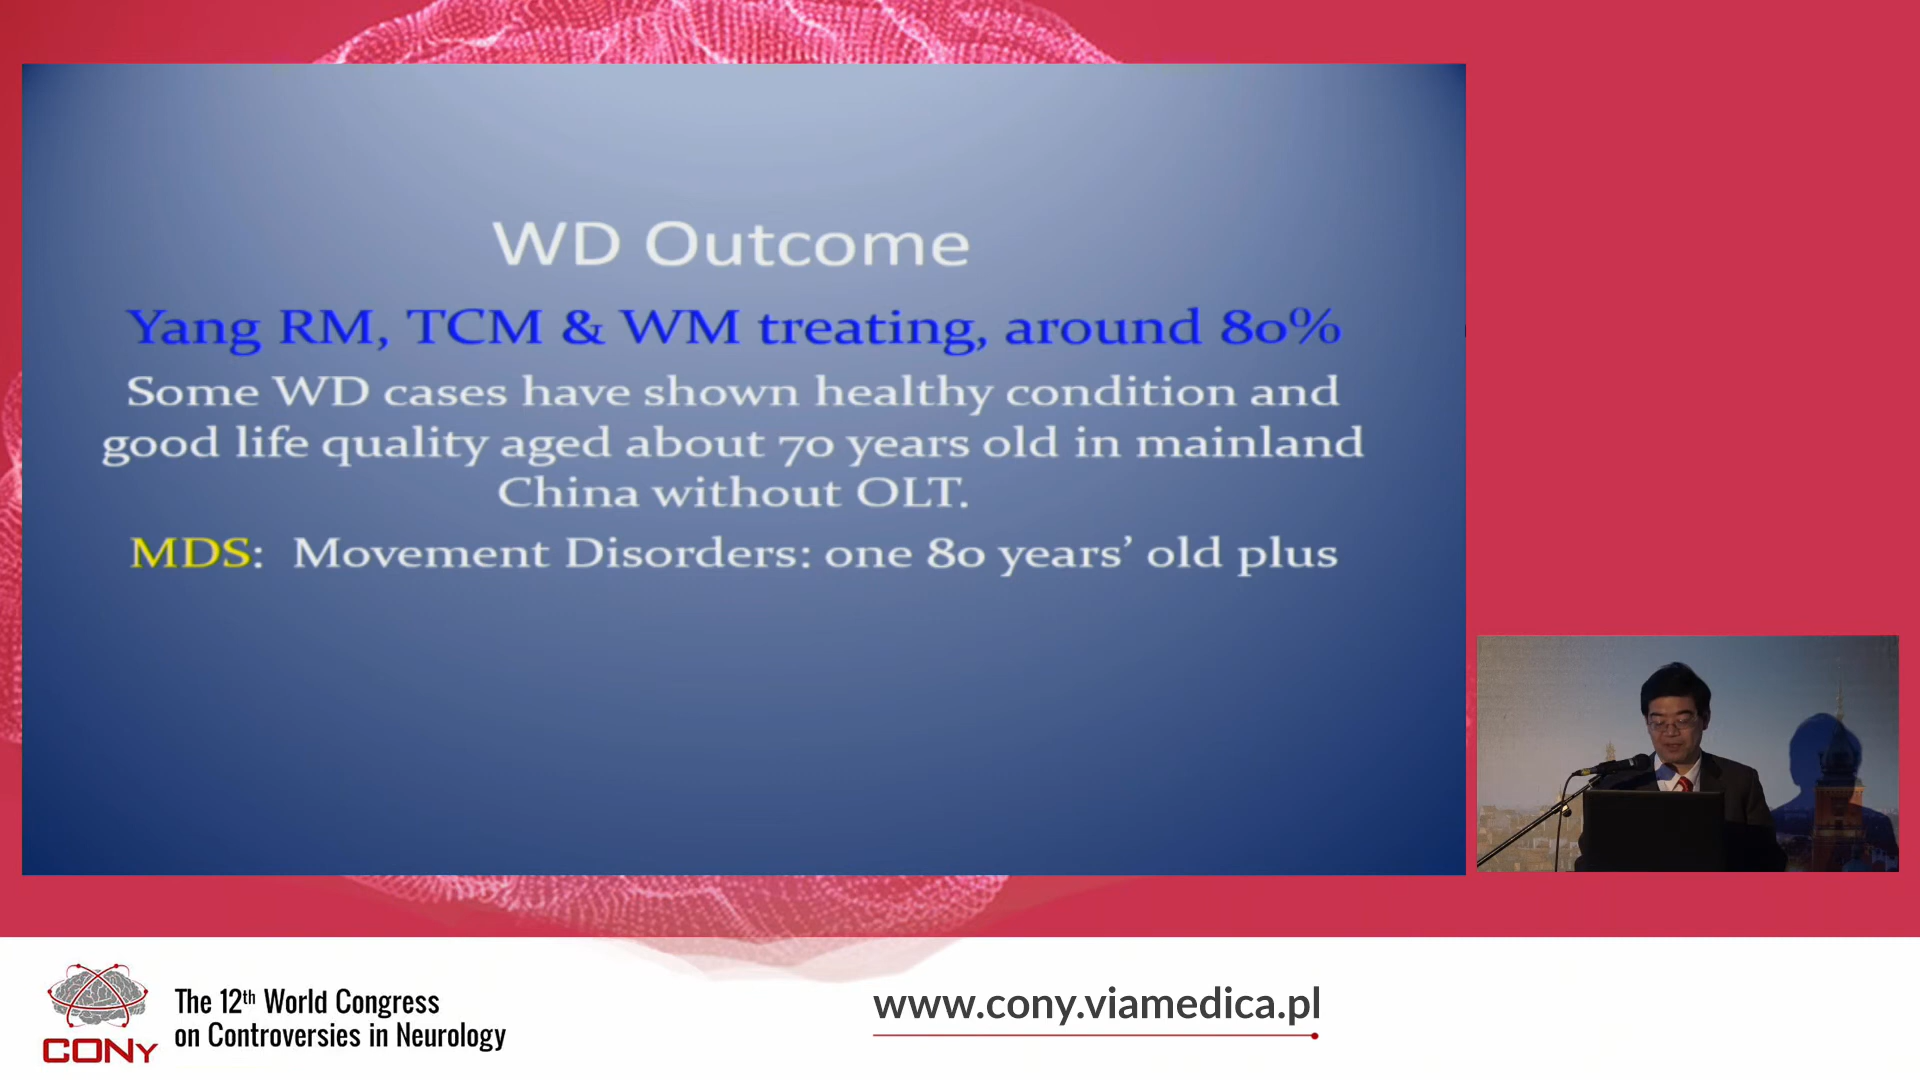 WD Outcome
Yang RM, TCM & WM treating, around 80%
Some WD cases have shown healthy condition and
good life quality aged about 70 years old in mainland
China without OLT.
MDS: Movement Disorders: one 80 years’ old plus
The 12th World Congress
on Controversies in Neurology
CONy
www.cony.viamedica.pl